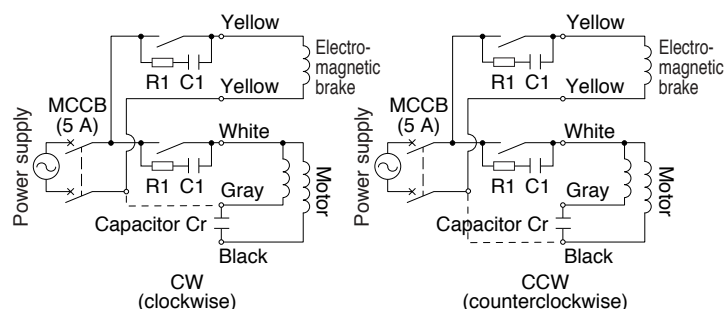 Yellow
Electro-
magnetic
brake
R1 C1
Yellow
MCCB
(5 A)
White
Power supply
R1 C1
Gray
Motor
Capacitor Cr
Black
CW
(clockwise)
Yellow
Electro-
magnetic
brake
R1 C1
Yellow
MCCB
(5 A)
White
Power supply
R1 C1
Gray
Motor
Capacitor Cr
Black
CCW
(counterclockwise)